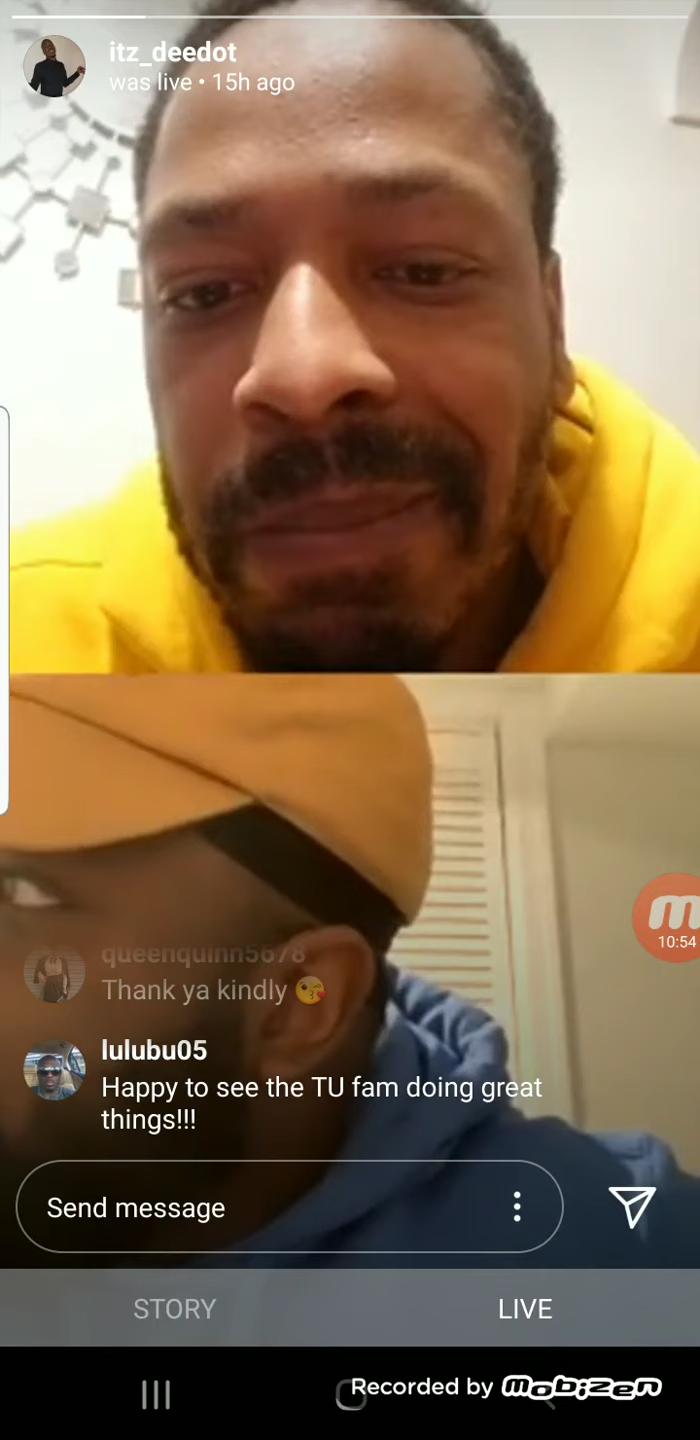 itz_deedot
was live • 15h ago
10:54
queenquinn5678
Thank ya kindly 😘
lulubu05
Happy to see the TU fam doing great
things!!!
Send message
STORY LIVE
Recorded by mobizen